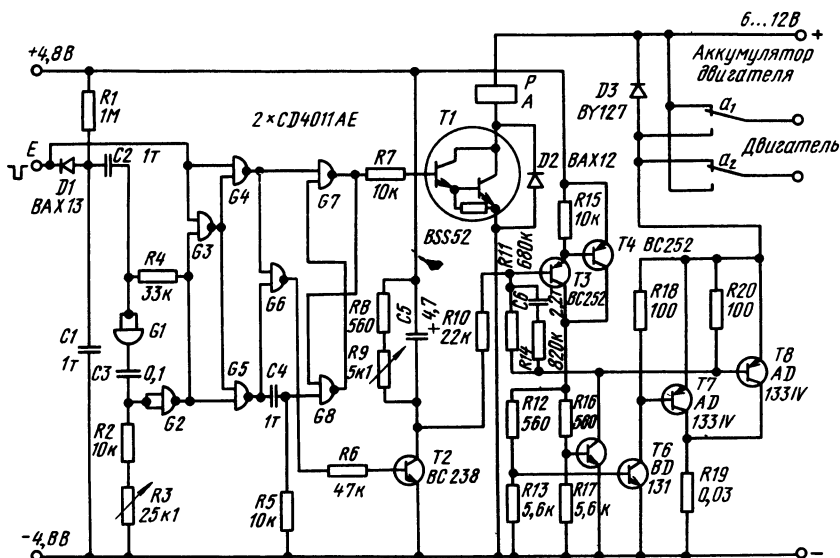 6...12В
+
+4,8В
Аккумулятор
двигателя
P
A
D3
BY127
a1
R1
1М
2×CD4011AE
T1
E
C2
1т
R7
10к
D2
BAX12
Двигатель
a2
D1
BAX13
G4
G7
R15
10к
G3
BSS52
R11
680к
T4 BC252
R4
33к
T3
BC252
G6
R8
560
C5
4,7
+
R10
22к
C6
2,2т
R18
100
R20
100
G1
C1
1т
C3
0,1
G5
C4
1т
R9
5к1
R14
820к
T8
AD
133IV
T7
AD
133IV
G2
G8
R12
560
R16
560
R2
10к
R6
47к
T2
BC238
T6
BD
131
R3
25к1
R5
10к
R13
5,6к
R17
5,6к
R19
0,03
-4,8В
-